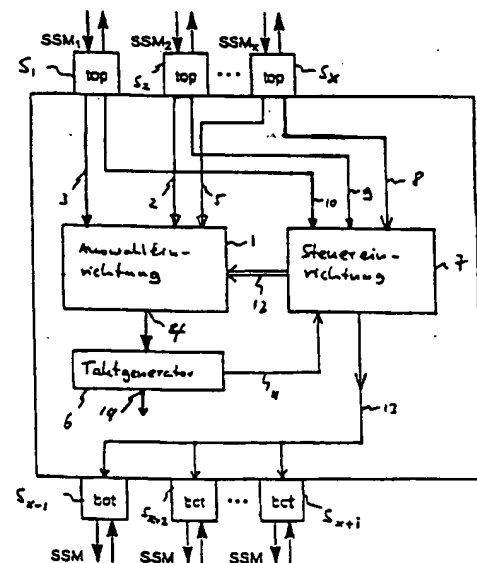 SSM1 SSM2 SSMx
S1 top S2 top ... top Sx
3 2 5 10 9 8
Auswahlein-
richtung
1
Steuerein-
richtung
7
12
4
Taktgenerator
6 14 11 13
Sx-1 tct Sx+2 tct ... tct Sx+i
SSM SSM SSM